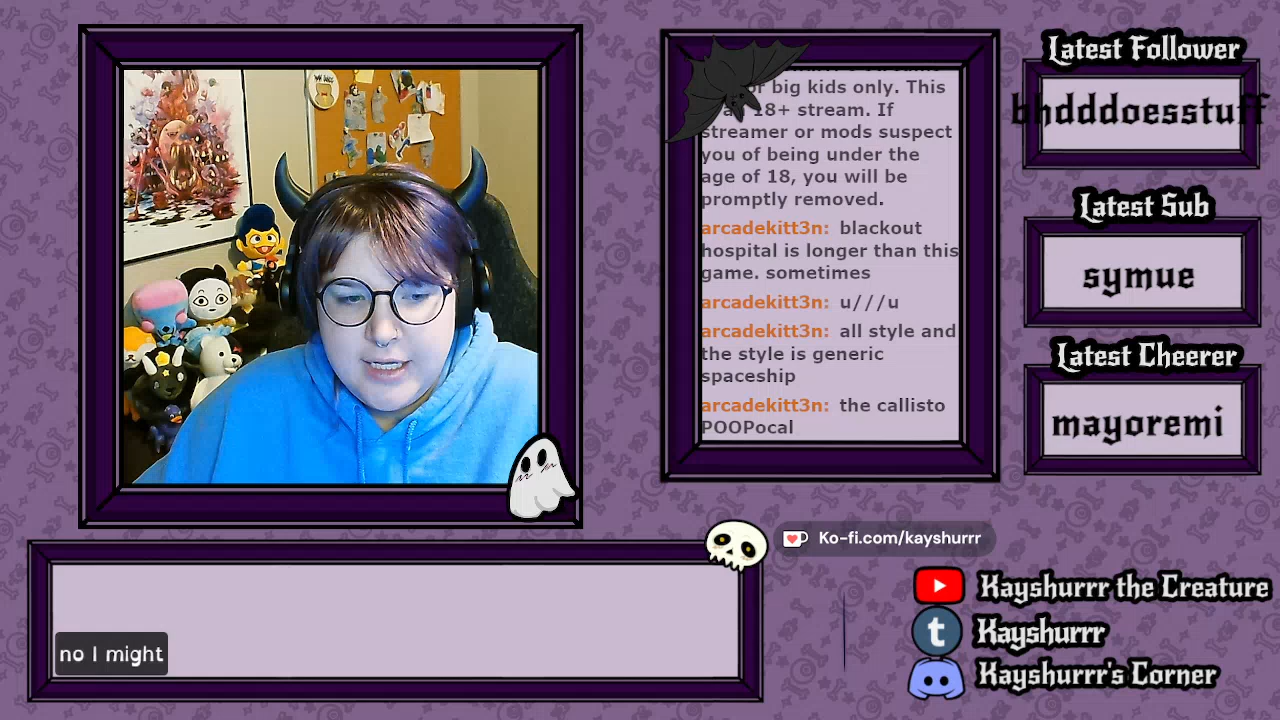 r big kids only. This
18+ stream. If
streamer or mods suspect
you of being under the
age of 18, you will be
promptly removed.
arcadekitt3n: blackout
hospital is longer than this
game. sometimes
arcadekitt3n: u///u
arcadekitt3n: all style and
the style is generic
spaceship
arcadekitt3n: the callisto
POOPocal
Latest Follower
bhdddoesstuff
Latest Sub
symue
Latest Cheerer
mayoremi
no I might
Ko-fi.com/kayshurrr
Kayshurrr the Creature
t Kayshurrr
Kayshurrr's Corner